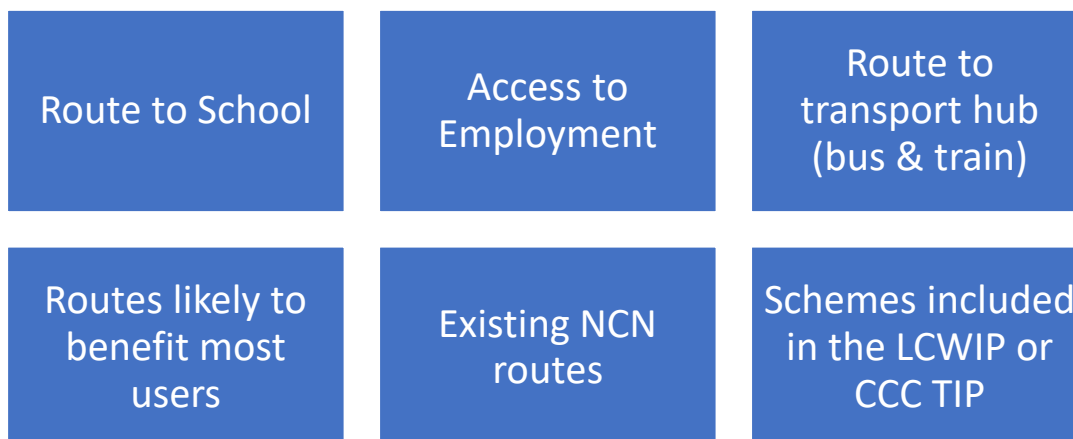 Route to School
Access to
Employment
Route to
transport hub
(bus & train)
Routes likely to
benefit most
users
Existing NCN
routes
Schemes included
in the LCWIP or
CCC TIP